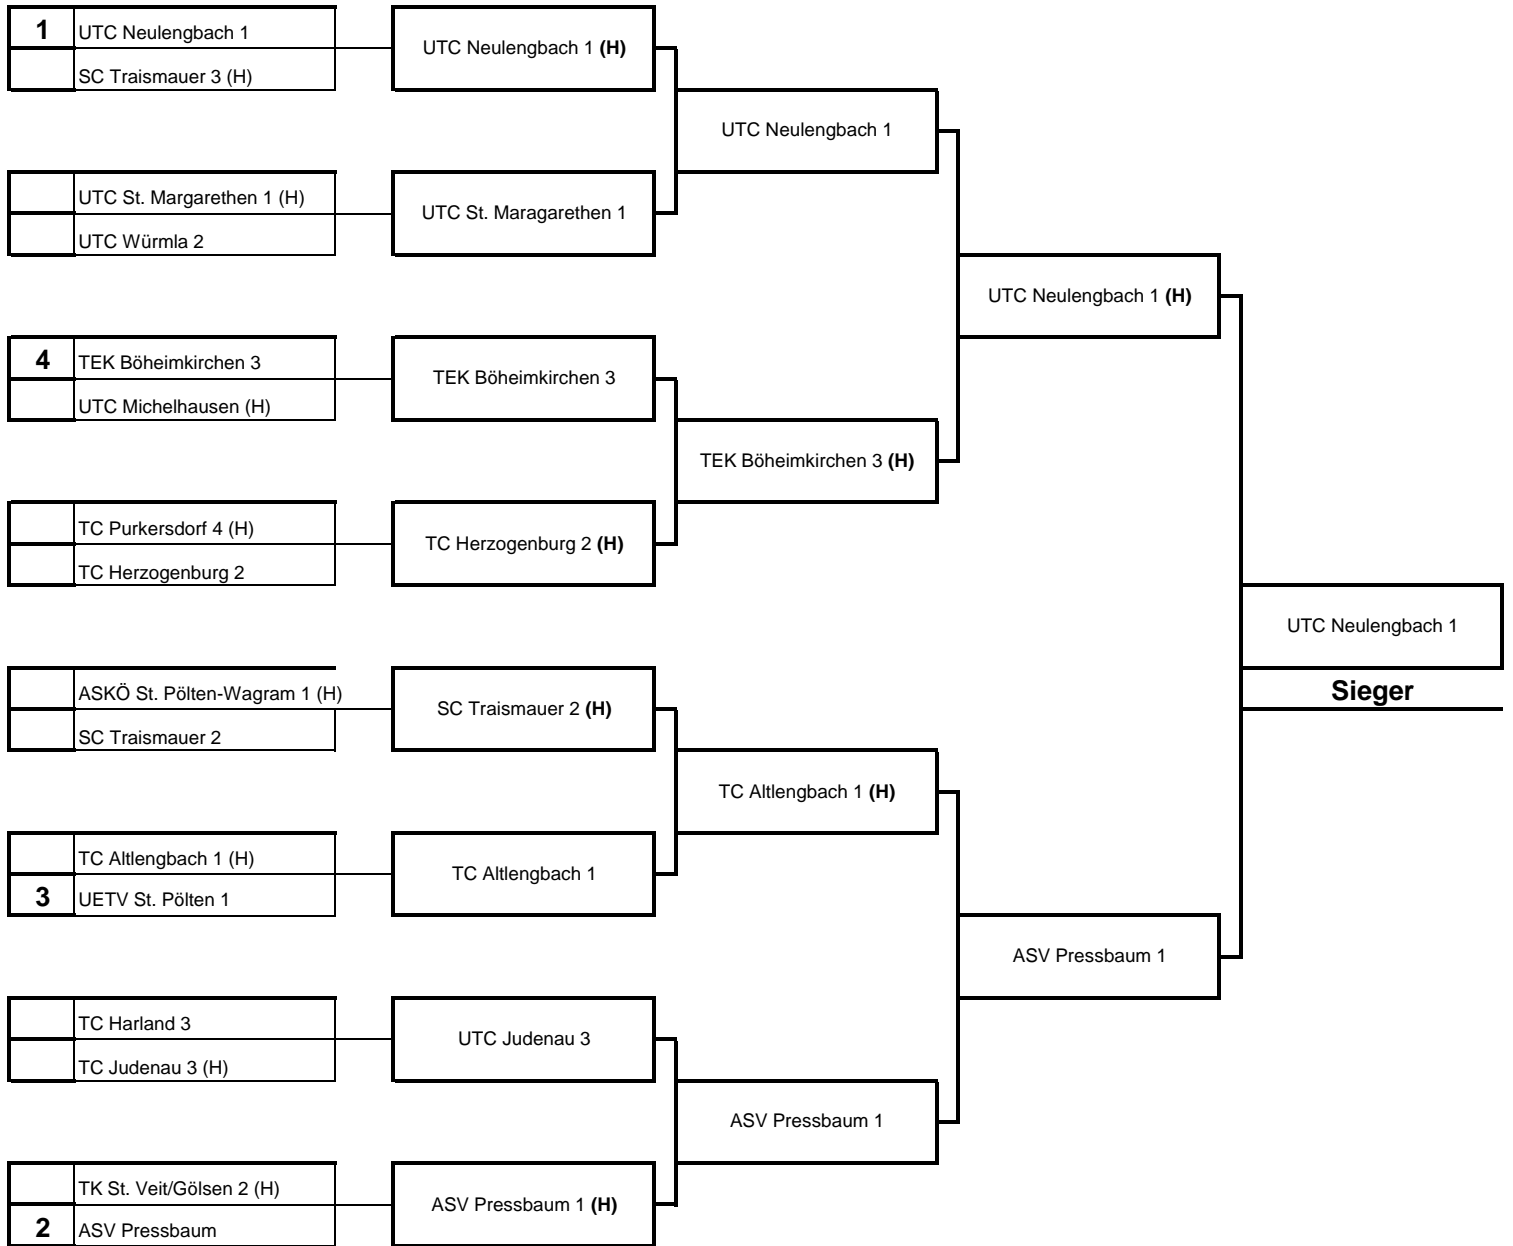 1 UTC Neulengbach 1
SC Traismauer 3 (H)
UTC St. Margarethen 1 (H)
UTC Würmla 2
4 TEK Böheimkirchen 3
UTC Michelhausen (H)
TC Purkersdorf 4 (H)
TC Herzogenburg 2
ASKÖ St. Pölten-Wagram 1 (H)
SC Traismauer 2
TC Altlengbach 1 (H)
3 UETV St. Pölten 1
TC Harland 3
TC Judenau 3 (H)
TK St. Veit/Gölsen 2 (H)
2 ASV Pressbaum
UTC Neulengbach 1 (H)
UTC St. Maragarethen 1
TEK Böheimkirchen 3
TC Herzogenburg 2 (H)
SC Traismauer 2 (H)
TC Altlengbach 1
UTC Judenau 3
ASV Pressbaum 1 (H)
UTC Neulengbach 1
TEK Böheimkirchen 3 (H)
TC Altlengbach 1 (H)
ASV Pressbaum 1
UTC Neulengbach 1 (H)
ASV Pressbaum 1
UTC Neulengbach 1
Sieger